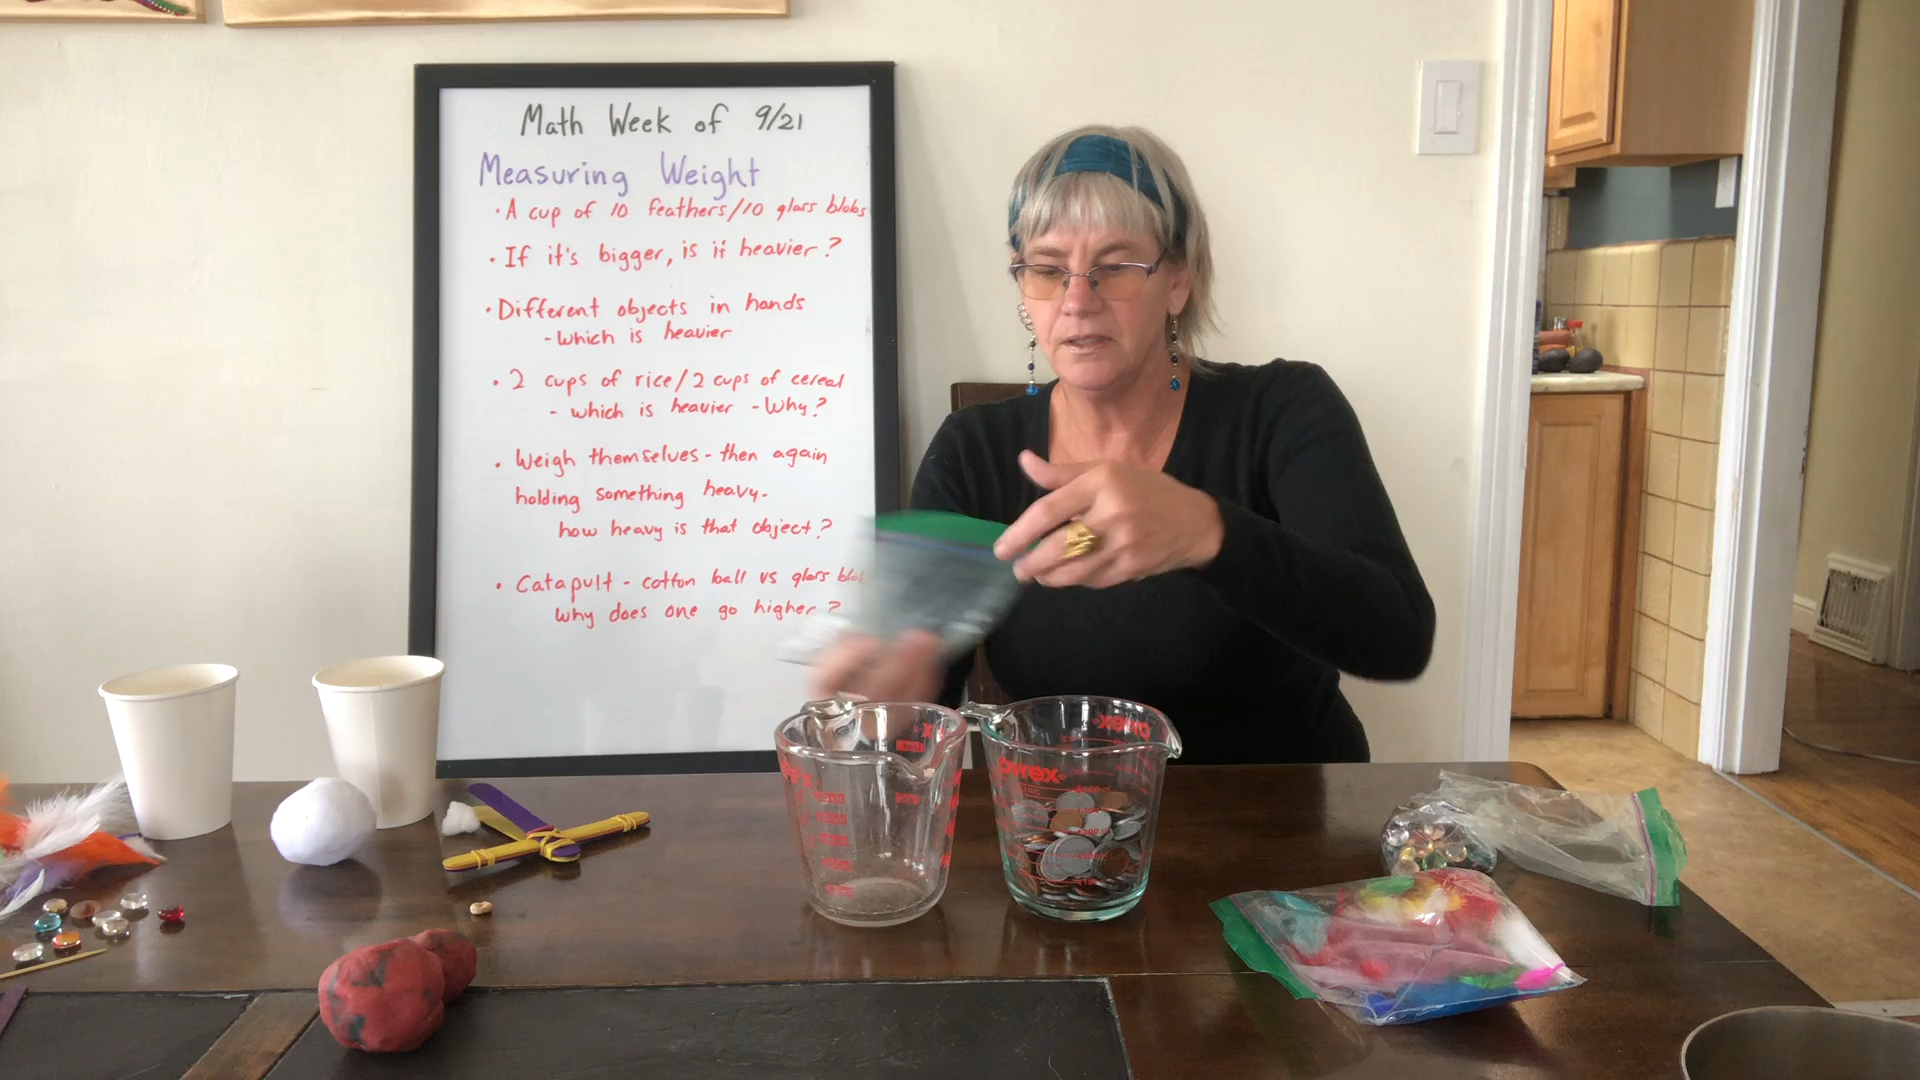 Math Week of 9/21
Measuring Weight
• A cup of 10 feathers/10 glass blobs
• If it's bigger, is it heavier?
• Different objects in hands
- Which is heavier
• 2 cups of rice/2 cups of cereal
- which is heavier - Why?
• Weigh themselves - then again
holding something heavy.
how heavy is that object?
• Catapult - cotton ball vs glass
Why does one go higher?
PYREX